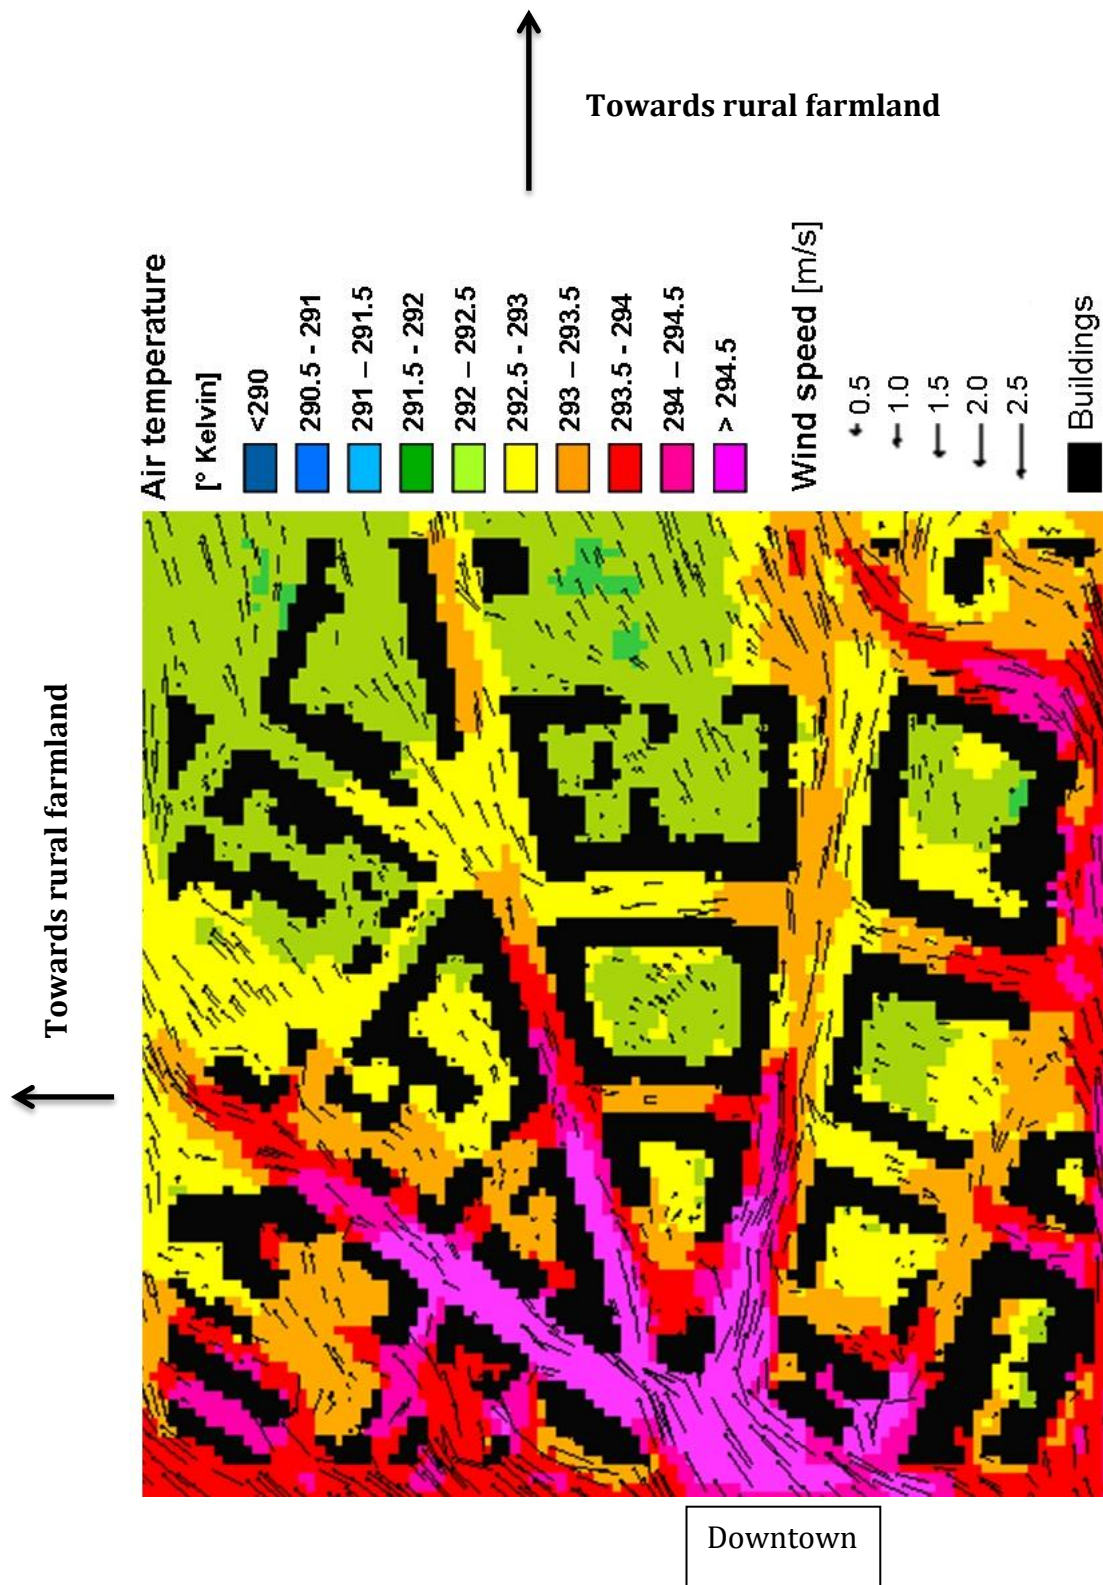 Towards rural farmland
Towards rural farmland
Air temperature
[° Kelvin]
<290
290.5 - 291
291 – 291.5
291.5 - 292
292 – 292.5
292.5 - 293
293 – 293.5
293.5 - 294
294 – 294.5
> 294.5
Wind speed [m/s]
0.5
1.0
1.5
2.0
2.5
Buildings
Downtown